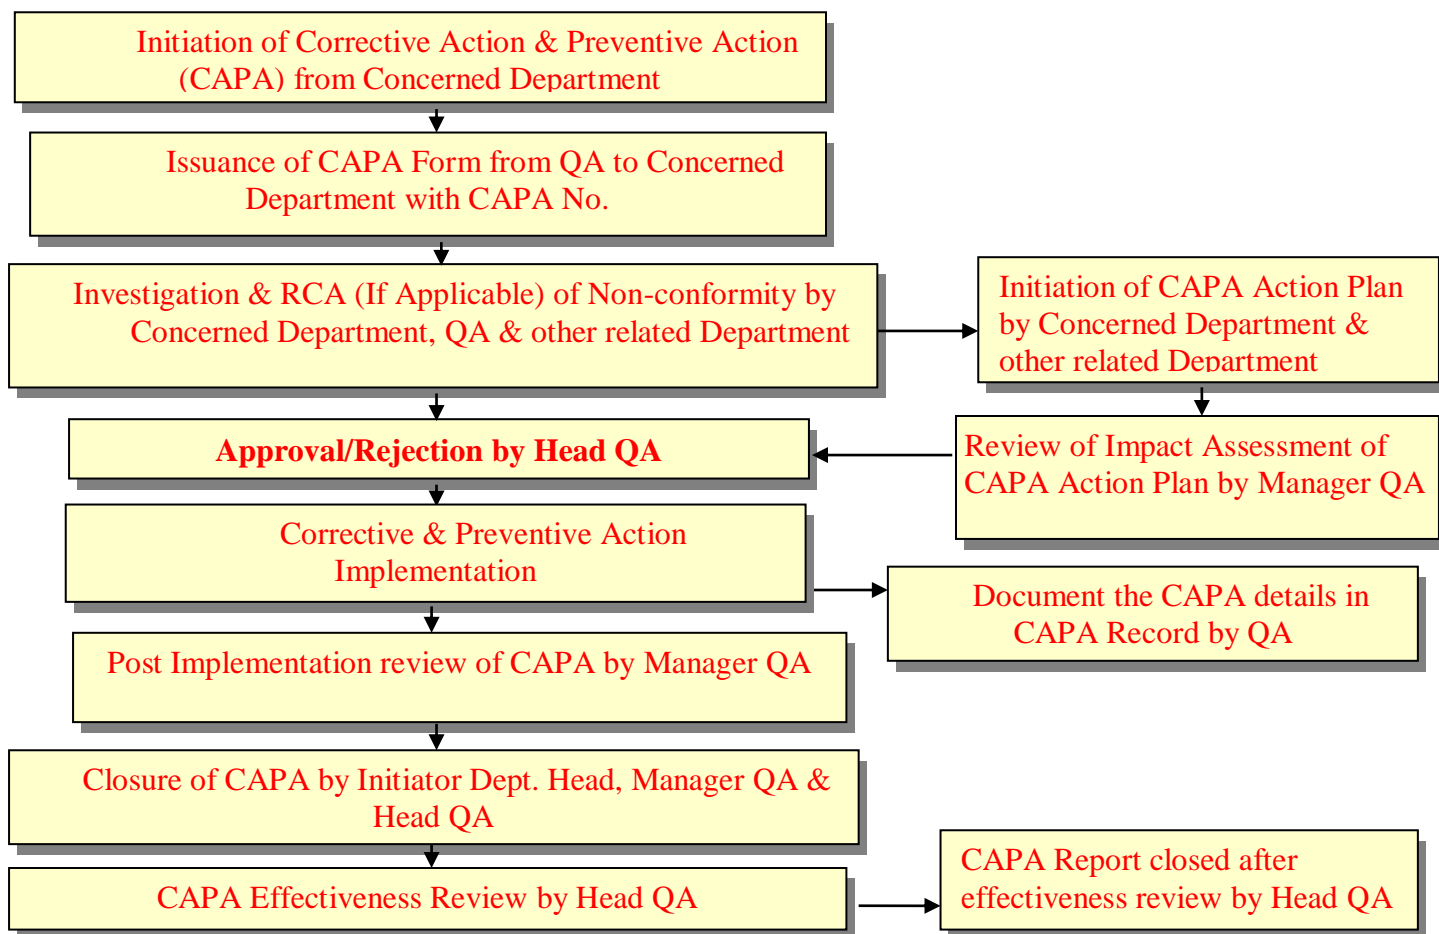 Initiation of Corrective Action & Preventive Action
(CAPA) from Concerned Department
Issuance of CAPA Form from QA to Concerned
Department with CAPA No.
Investigation & RCA (If Applicable) of Non-conformity by
Concerned Department, QA & other related Department
Initiation of CAPA Action Plan
by Concerned Department &
other related Department
Approval/Rejection by Head QA
Review of Impact Assessment of
CAPA Action Plan by Manager QA
Corrective & Preventive Action
Implementation
Document the CAPA details in
CAPA Record by QA
Post Implementation review of CAPA by Manager QA
Closure of CAPA by Initiator Dept. Head, Manager QA &
Head QA
CAPA Effectiveness Review by Head QA
CAPA Report closed after
effectiveness review by Head QA